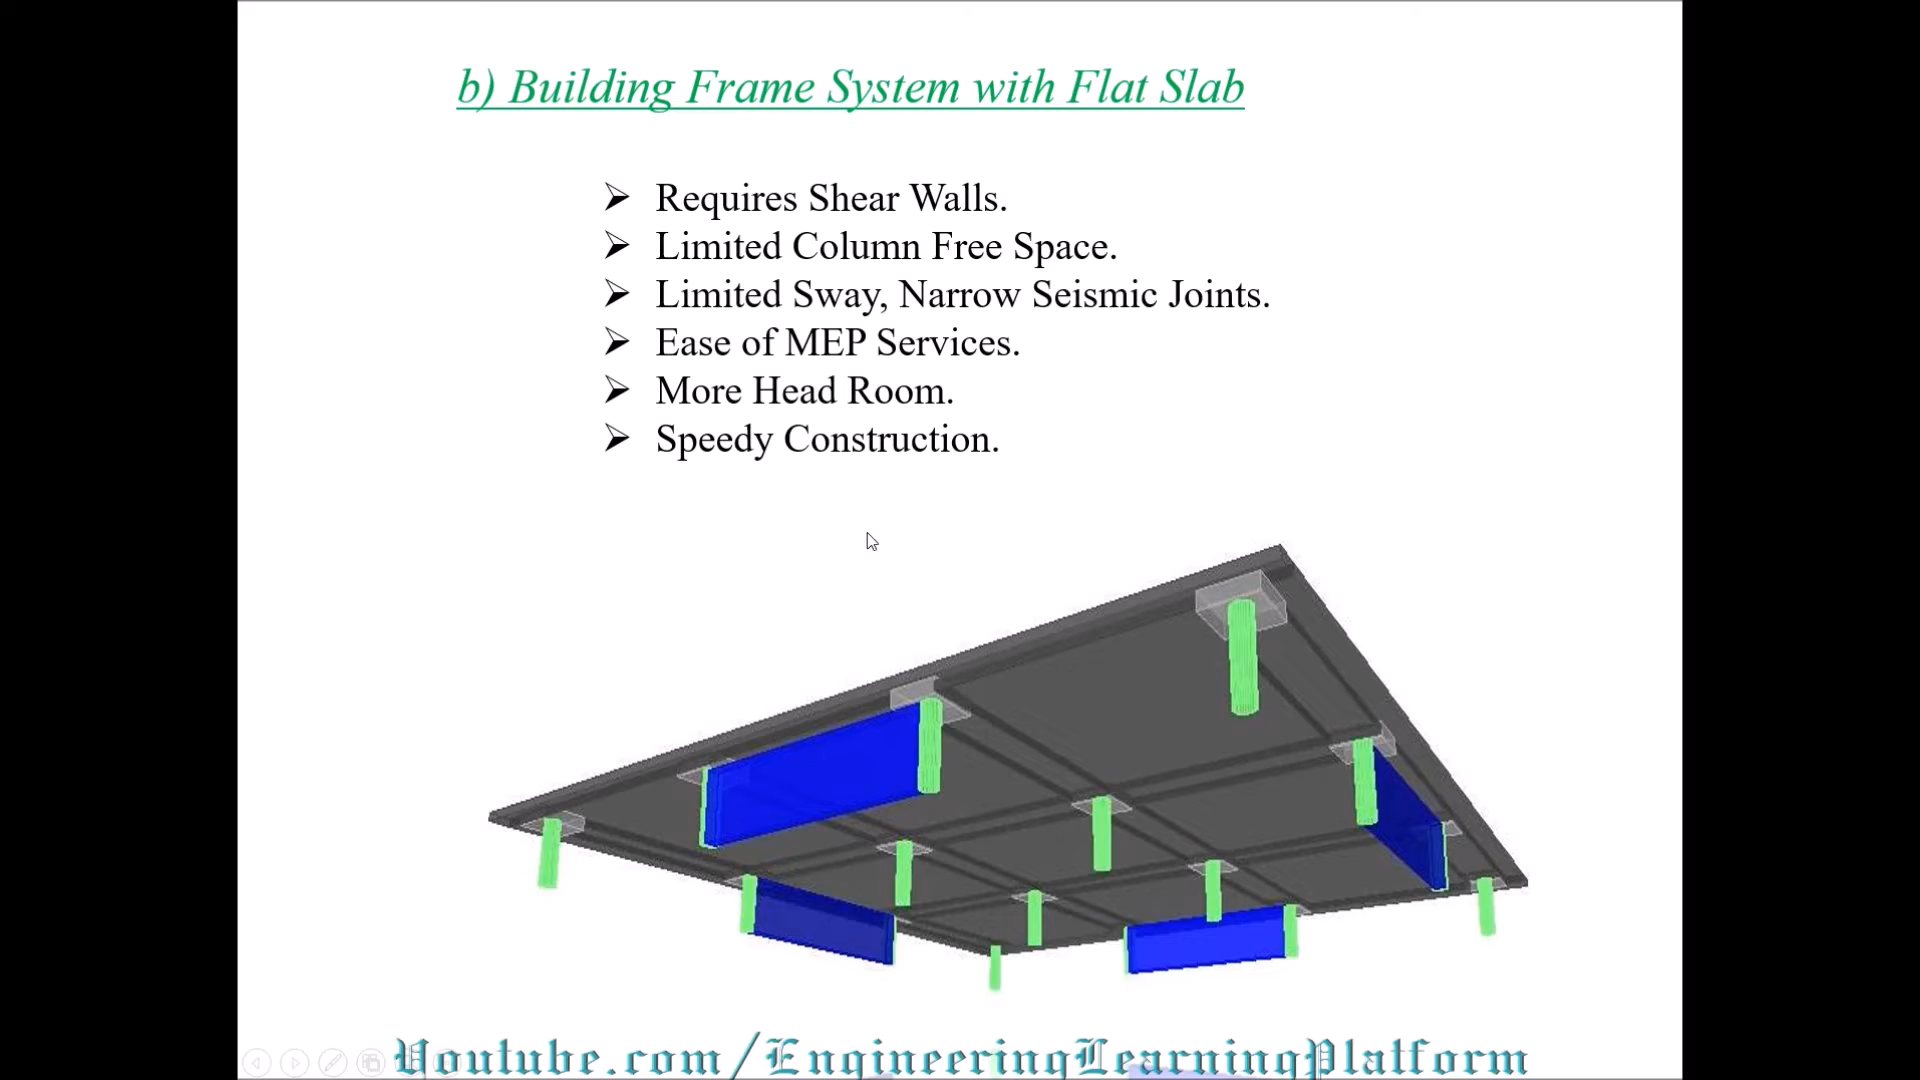 b) Building Frame System with Flat Slab
➢ Requires Shear Walls.
➢ Limited Column Free Space.
➢ Limited Sway, Narrow Seismic Joints.
➢ Ease of MEP Services.
➢ More Head Room.
➢ Speedy Construction.
Youtube.com/EngineeringLearningPlatform